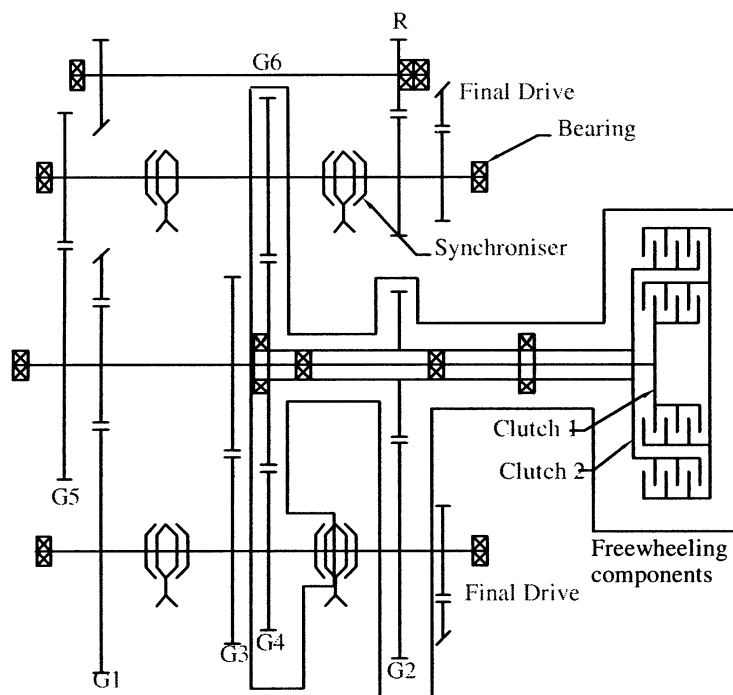 R
G6
Final Drive
Bearing
Synchroniser
Clutch 1
Clutch 2
G5
Freewheeling
components
Final Drive
G3
G4
G2
G1